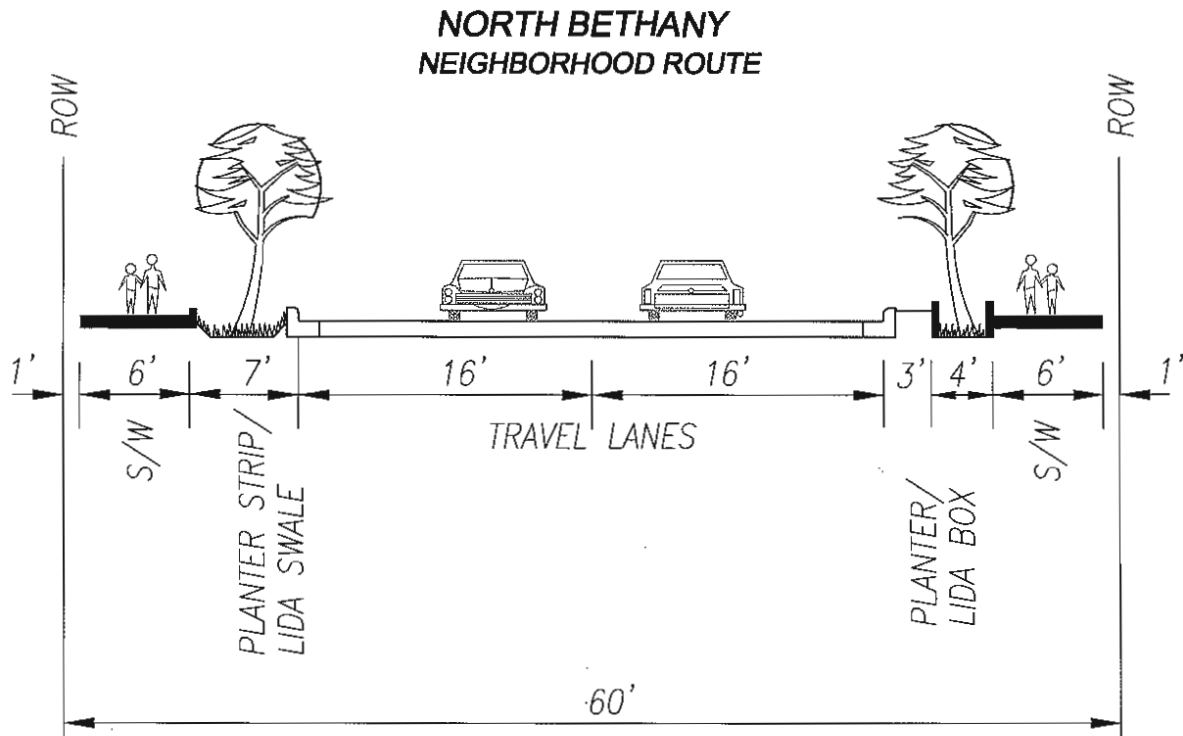 NORTH BETHANY
NEIGHBORHOOD ROUTE
ROW
ROW
1'
6'
7'
16'
16'
3'
4'
6'
1'
S/W
PLANTER STRIP/
LIDA SWALE
TRAVEL LANES
PLANTER/
LIDA BOX
S/W
60'